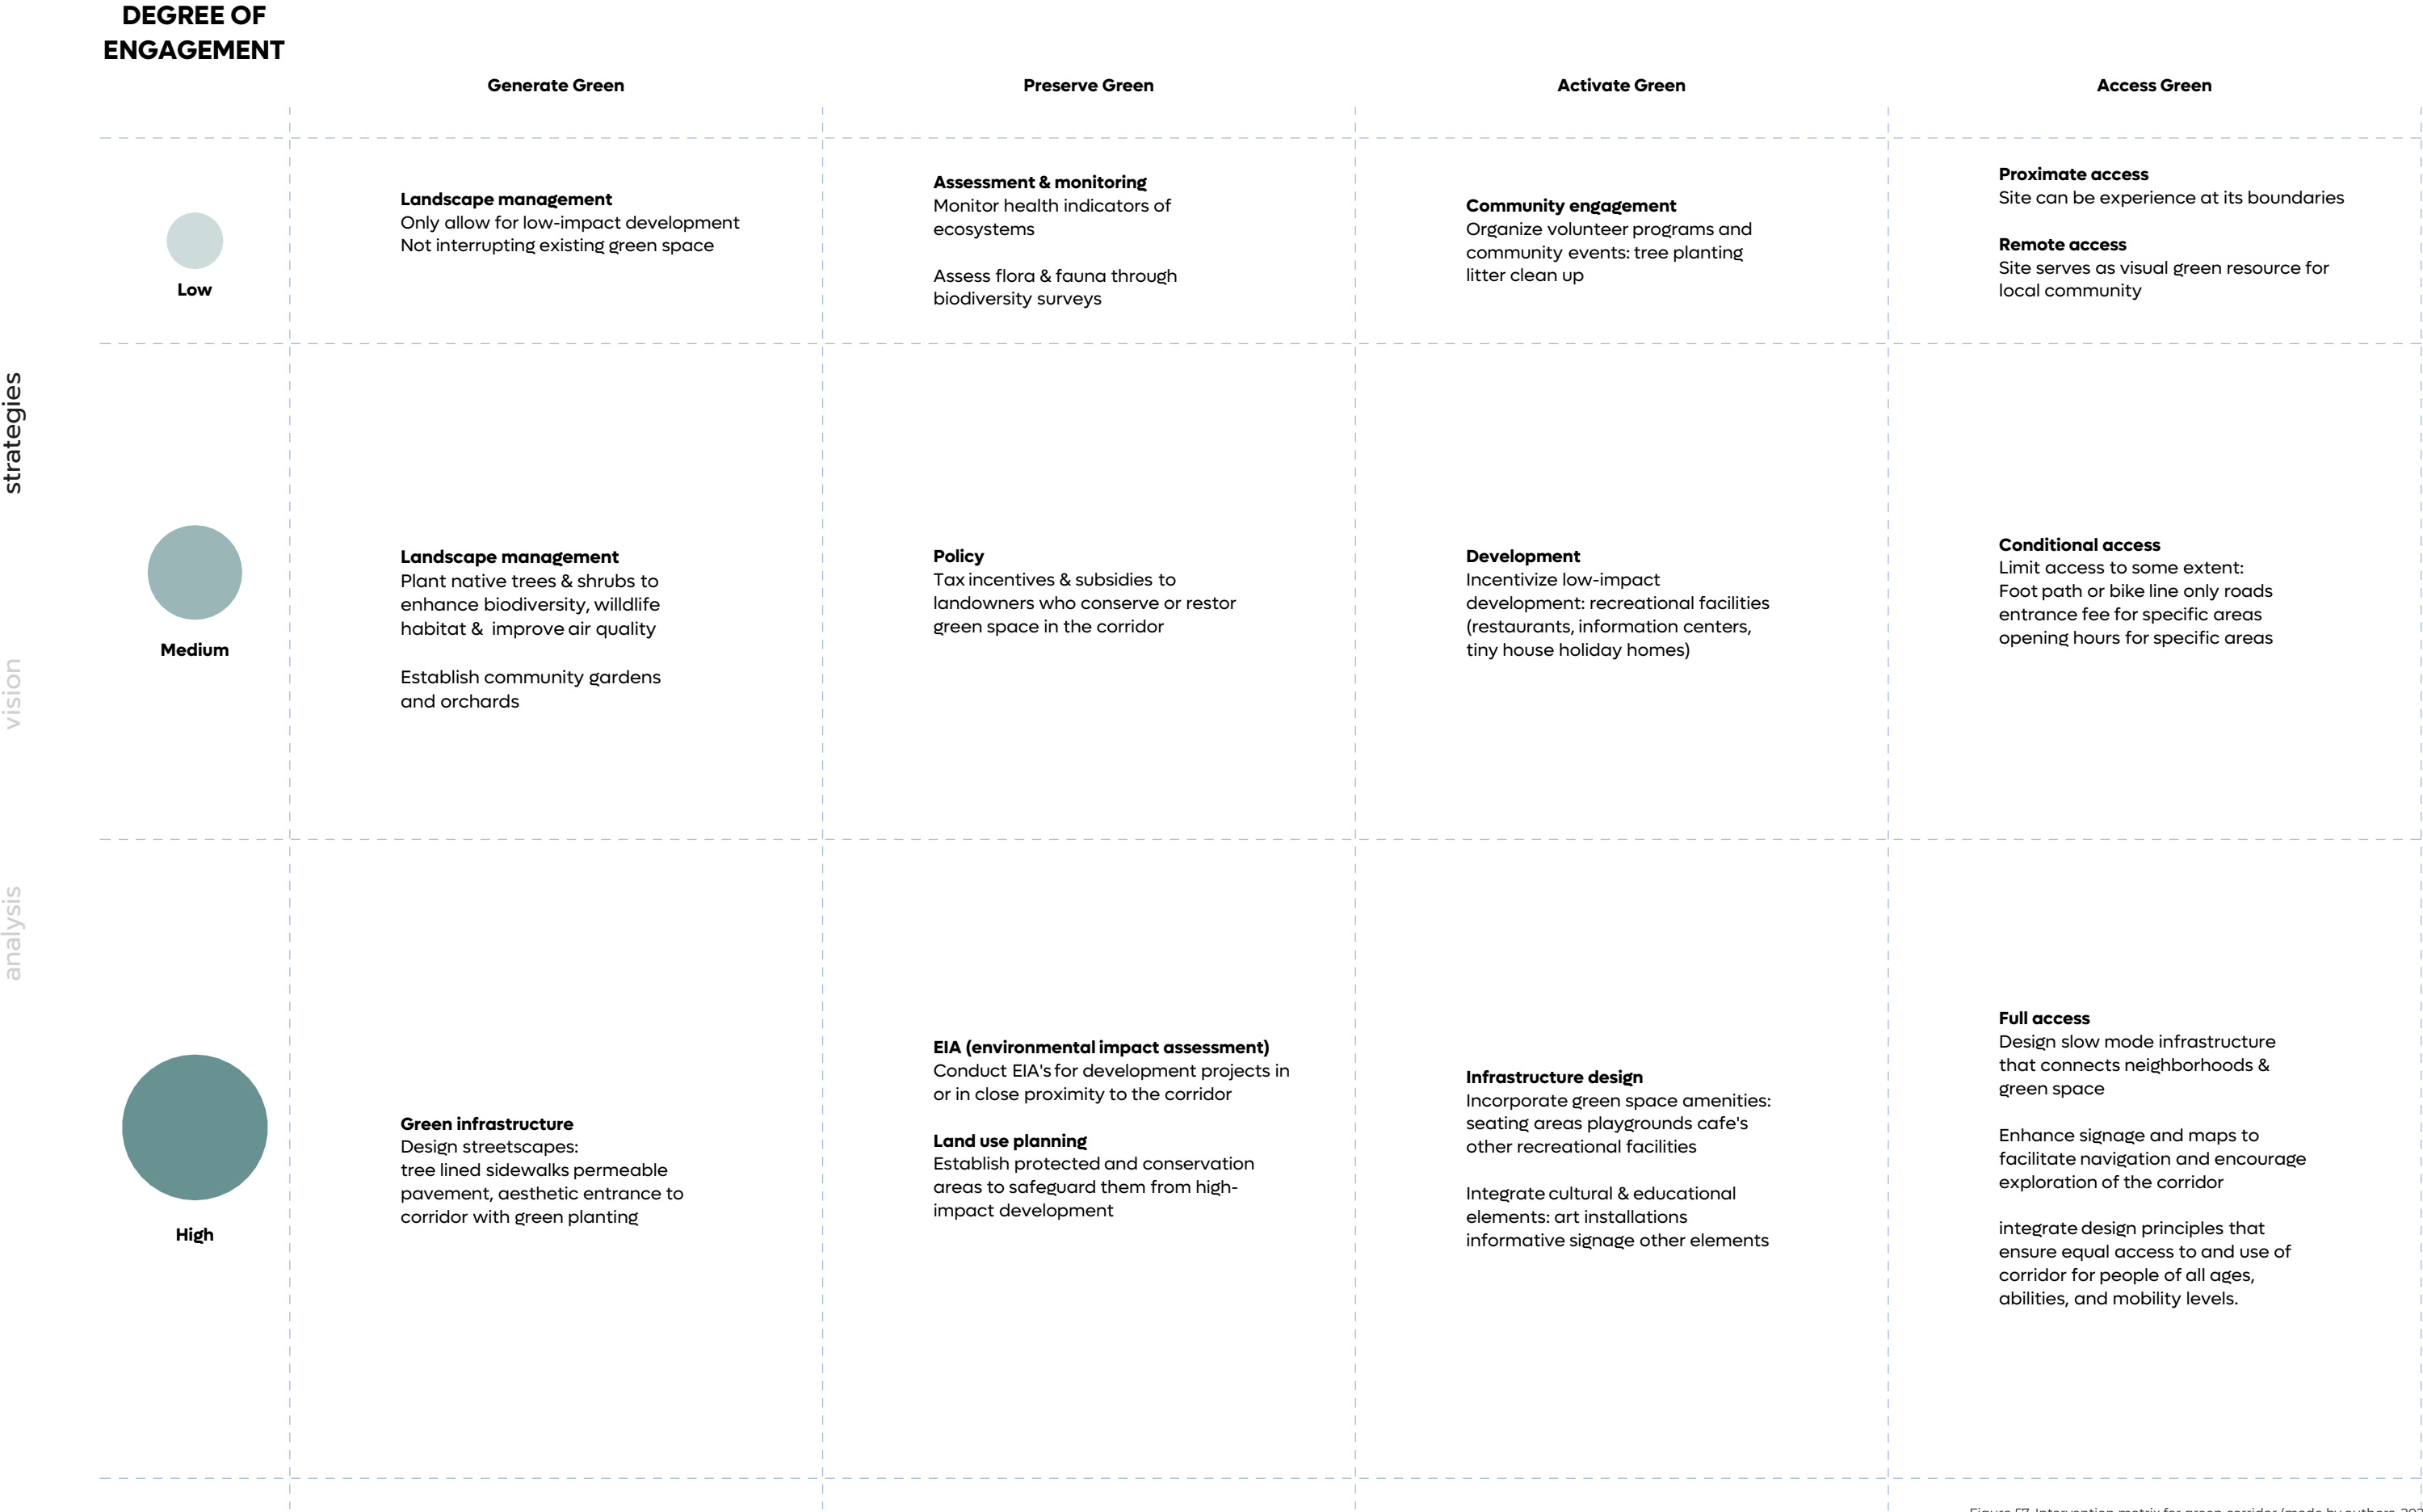 DEGREE OF
ENGAGEMENT
Generate Green
Preserve Green
Activate Green
Access Green
Low
Landscape management
Only allow for low-impact development
Not interrupting existing green space
Assessment & monitoring
Monitor health indicators of
ecosystems
Assess flora & fauna through
biodiversity surveys
Community engagement
Organize volunteer programs and
community events: tree planting
litter clean up
Proximate access
Site can be experience at its boundaries
Remote access
Site serves as visual green resource for
local community
Medium
Landscape management
Plant native trees & shrubs to
enhance biodiversity, willdlife
habitat & improve air quality
Establish community gardens
and orchards
Policy
Tax incentives & subsidies to
landowners who conserve or restor
green space in the corridor
Development
Incentivize low-impact
development: recreational facilities
(restaurants, information centers,
tiny house holiday homes)
Conditional access
Limit access to some extent:
Foot path or bike line only roads
entrance fee for specific areas
opening hours for specific areas
High
Green infrastructure
Design streetscapes:
tree lined sidewalks permeable
pavement, aesthetic entrance to
corridor with green planting
EIA (environmental impact assessment)
Conduct EIA's for development projects in
or in close proximity to the corridor
Land use planning
Establish protected and conservation
areas to safeguard them from high-
impact development
Infrastructure design
Incorporate green space amenities:
seating areas playgrounds cafe's
other recreational facilities
Integrate cultural & educational
elements: art installations
informative signage other elements
Full access
Design slow mode infrastructure
that connects neighborhoods &
green space
Enhance signage and maps to
facilitate navigation and encourage
exploration of the corridor
integrate design principles that
ensure equal access to and use of
corridor for people of all ages,
abilities, and mobility levels.
strategies
vision
analysis